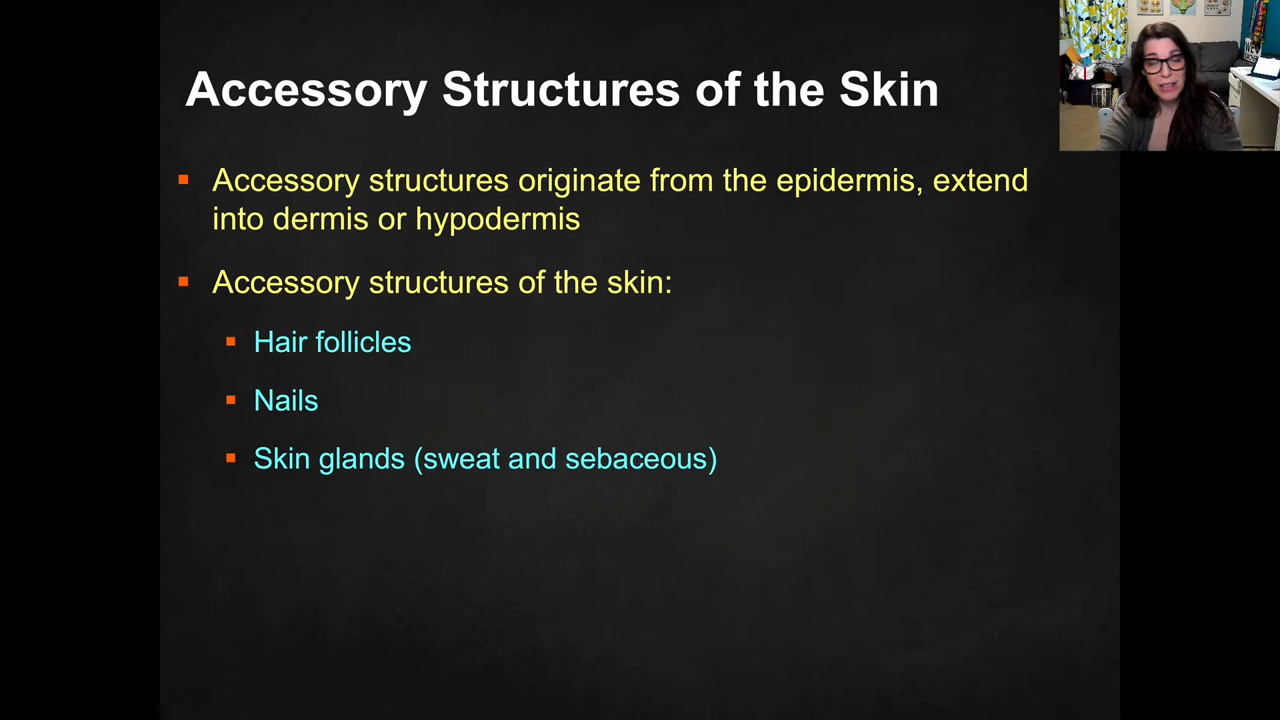 Accessory Structures of the Skin
Accessory structures originate from the epidermis, extend
into dermis or hypodermis
Accessory structures of the skin:
Hair follicles
Nails
Skin glands (sweat and sebaceous)